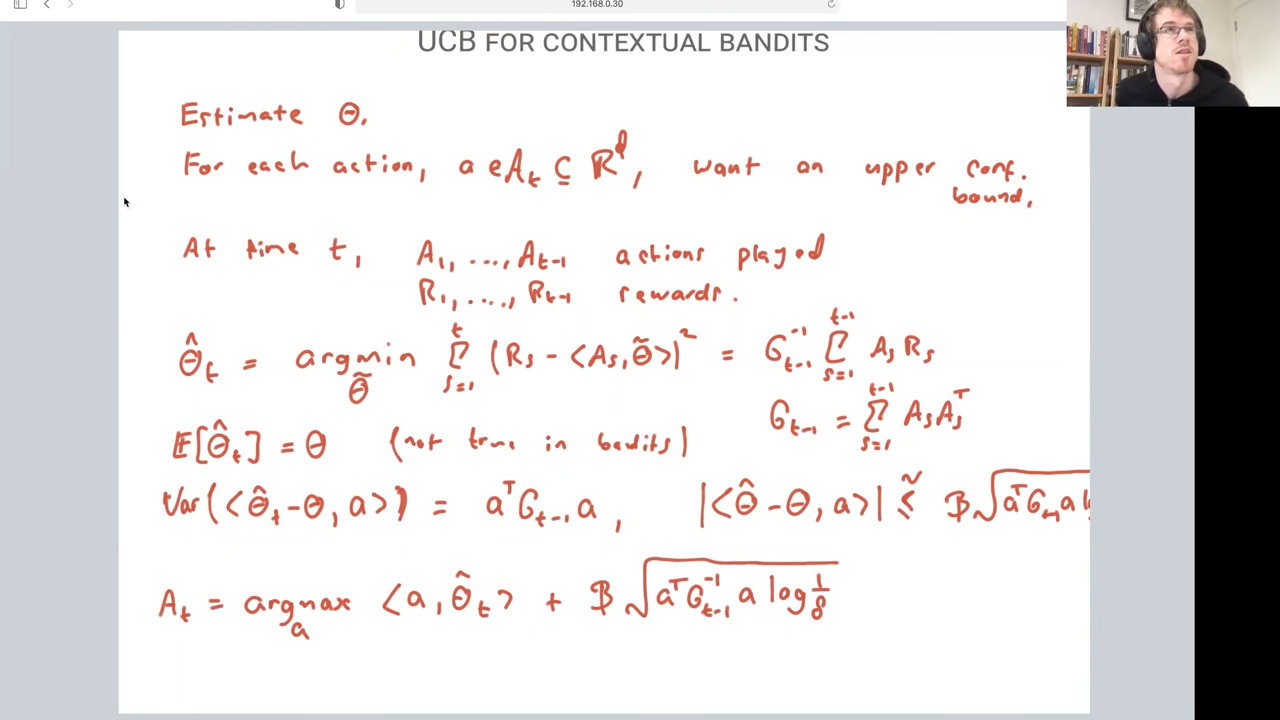 192.168.0.30
UCB FOR CONTEXTUAL BANDITS
Estimate Θ.
For each action, a ∈ A_t ⊆ R^d, want an upper conf. bound.
At time t, A_1, ..., A_{t-1} actions played
R_1, ..., R_{t-1} rewards.
Θ̂_t = argmin_{Θ̃} Σ_{s=1}^{t} (R_s - <A_s, Θ̃>)^2 = G_{t-1}^{-1} Σ_{s=1}^{t-1} A_s R_s
G_{t-1} = Σ_{s=1}^{t-1} A_s A_s^T
E[Θ̂_t] = Θ (not true in badits)
Var(<Θ̂_t - Θ, a>) = a^T G_{t-1} a, |<Θ̂ - Θ, a>| ≲ β √(a^T G_{t-1} a l
A_t = argmax_a <a, Θ̂_t> + β √(a^T G_{t-1}^{-1} a log 1/δ)